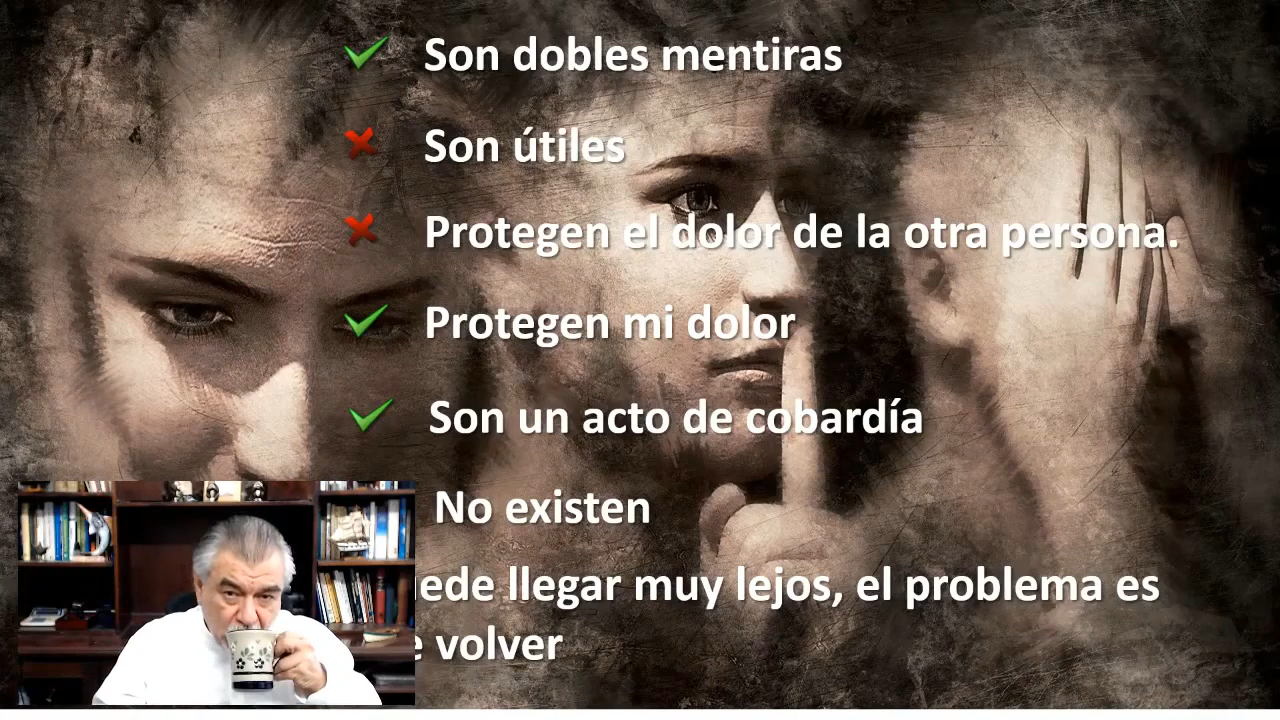 Son dobles mentiras
Son útiles
Protegen el dolor de la otra persona.
Protegen mi dolor
Son un acto de cobardía
No existen
llegar muy lejos, el problema es
volver